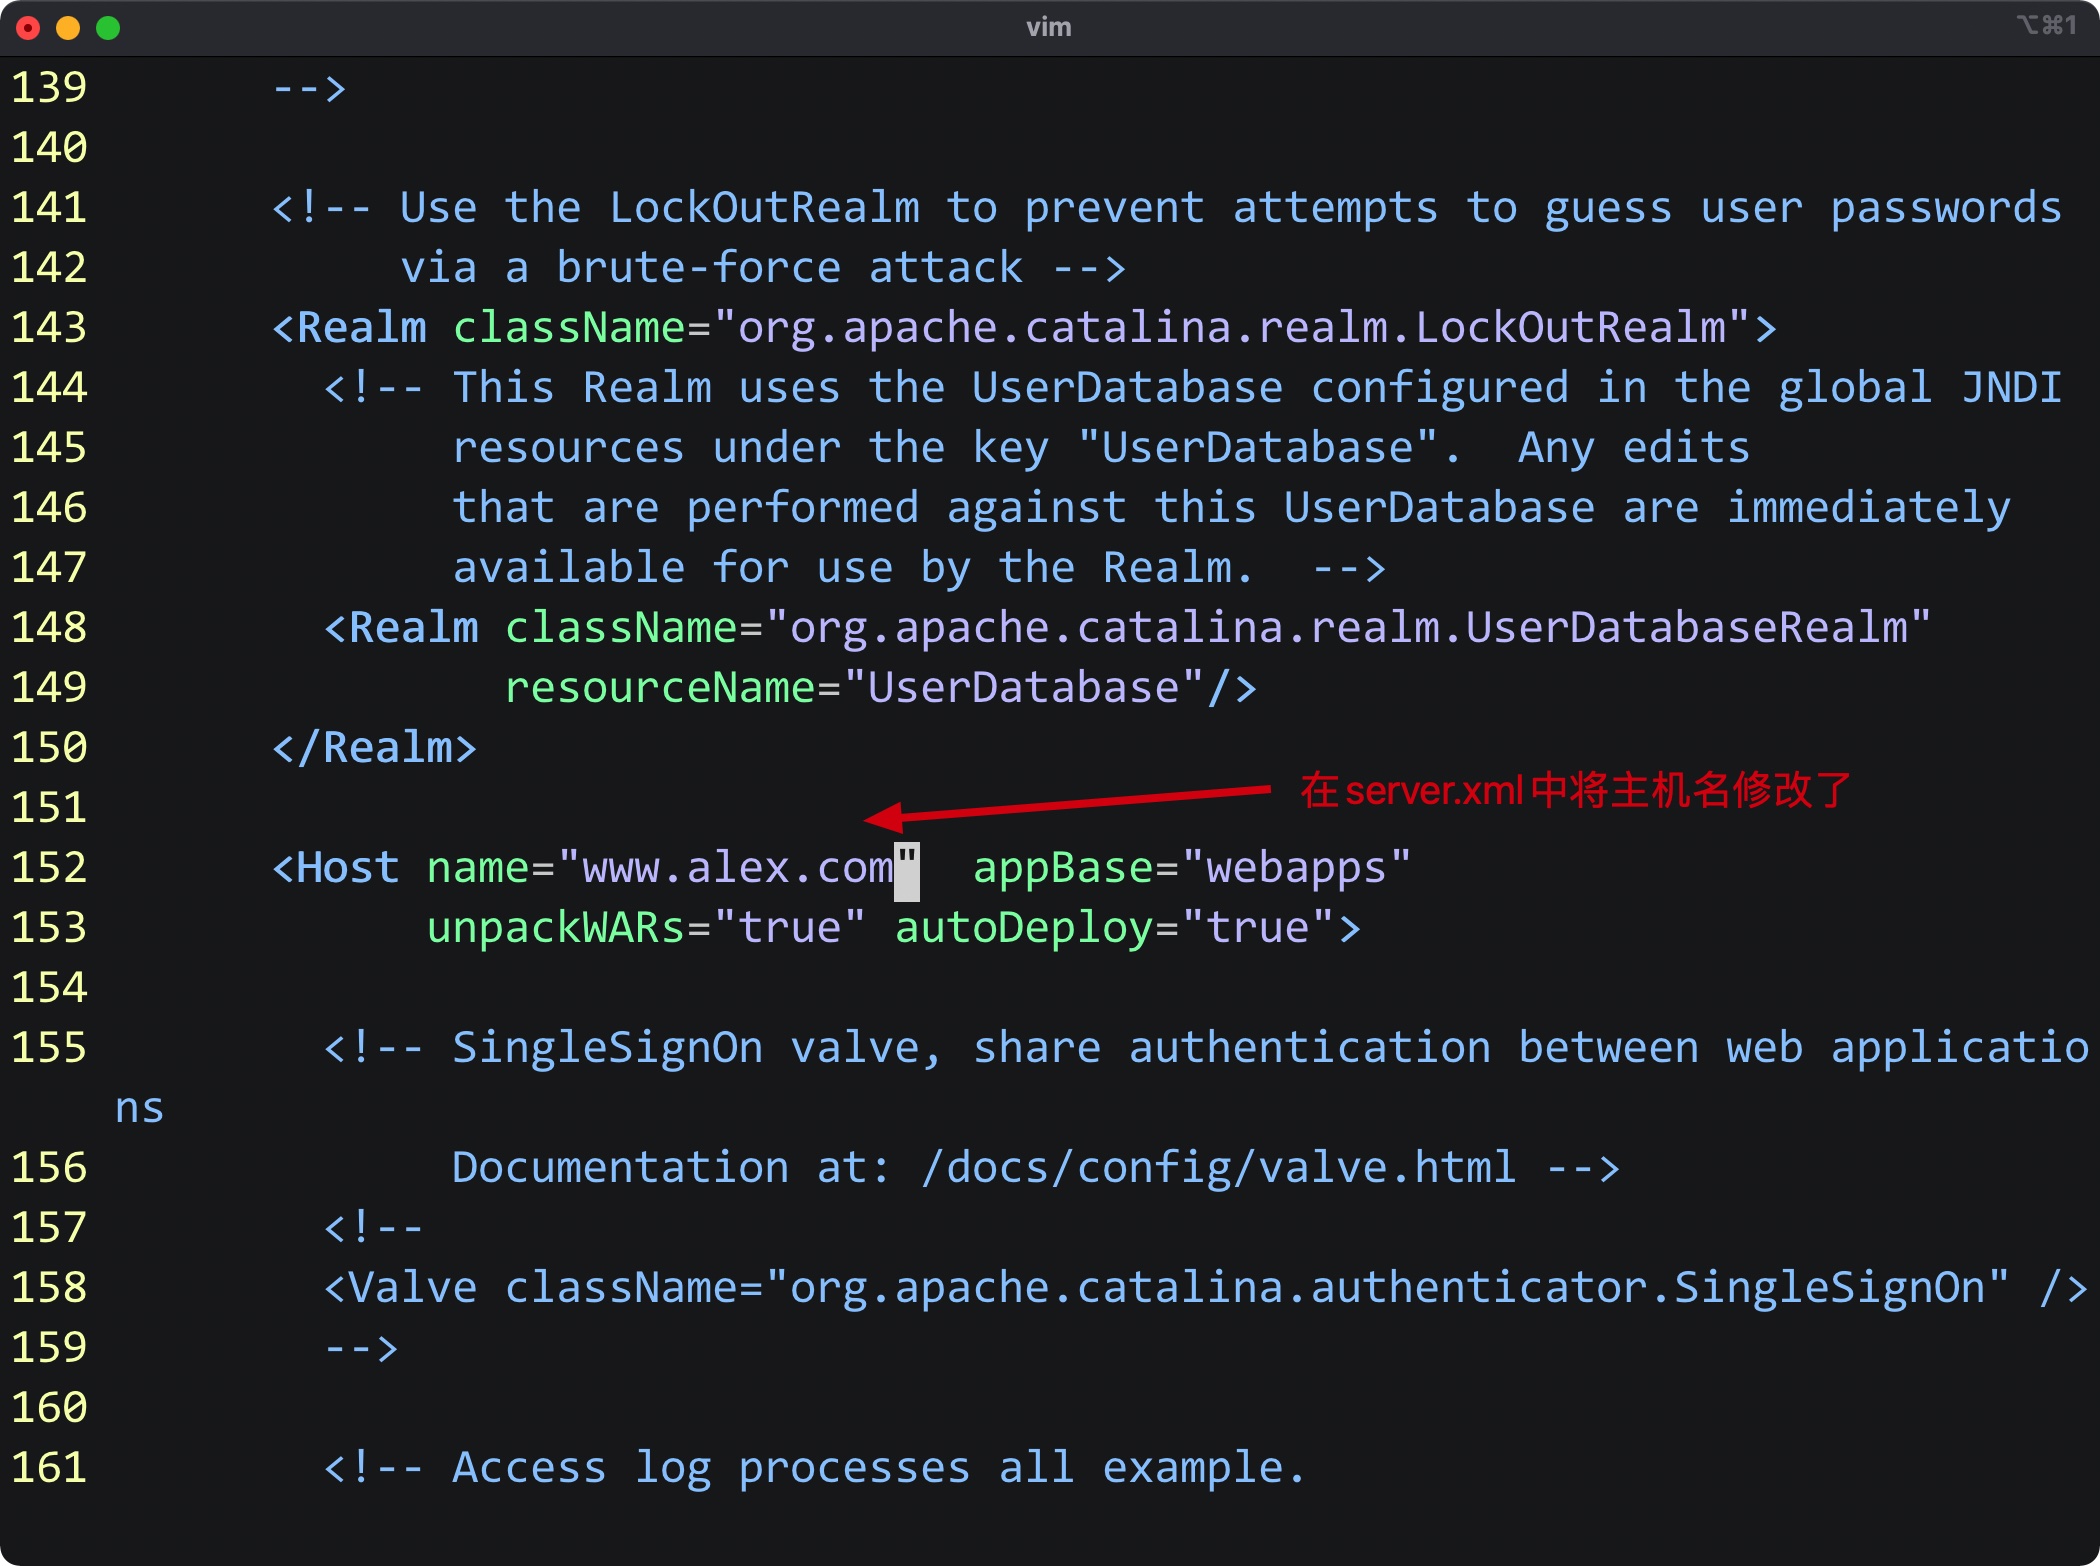 vim
⌥⌘1
139       -->
140
141       <!-- Use the LockOutRealm to prevent attempts to guess user passwords
142            via a brute-force attack -->
143       <Realm className="org.apache.catalina.realm.LockOutRealm">
144         <!-- This Realm uses the UserDatabase configured in the global JNDI
145              resources under the key "UserDatabase".  Any edits
146              that are performed against this UserDatabase are immediately
147              available for use by the Realm.  -->
148         <Realm className="org.apache.catalina.realm.UserDatabaseRealm"
149                resourceName="UserDatabase"/>
150       </Realm>
在server.xml中将主机名修改了
151
152       <Host name="www.alex.com"  appBase="webapps"
153             unpackWARs="true" autoDeploy="true">
154
155         <!-- SingleSignOn valve, share authentication between web applicatio
ns
156              Documentation at: /docs/config/valve.html -->
157         <!--
158         <Valve className="org.apache.catalina.authenticator.SingleSignOn" />
159         -->
160
161         <!-- Access log processes all example.